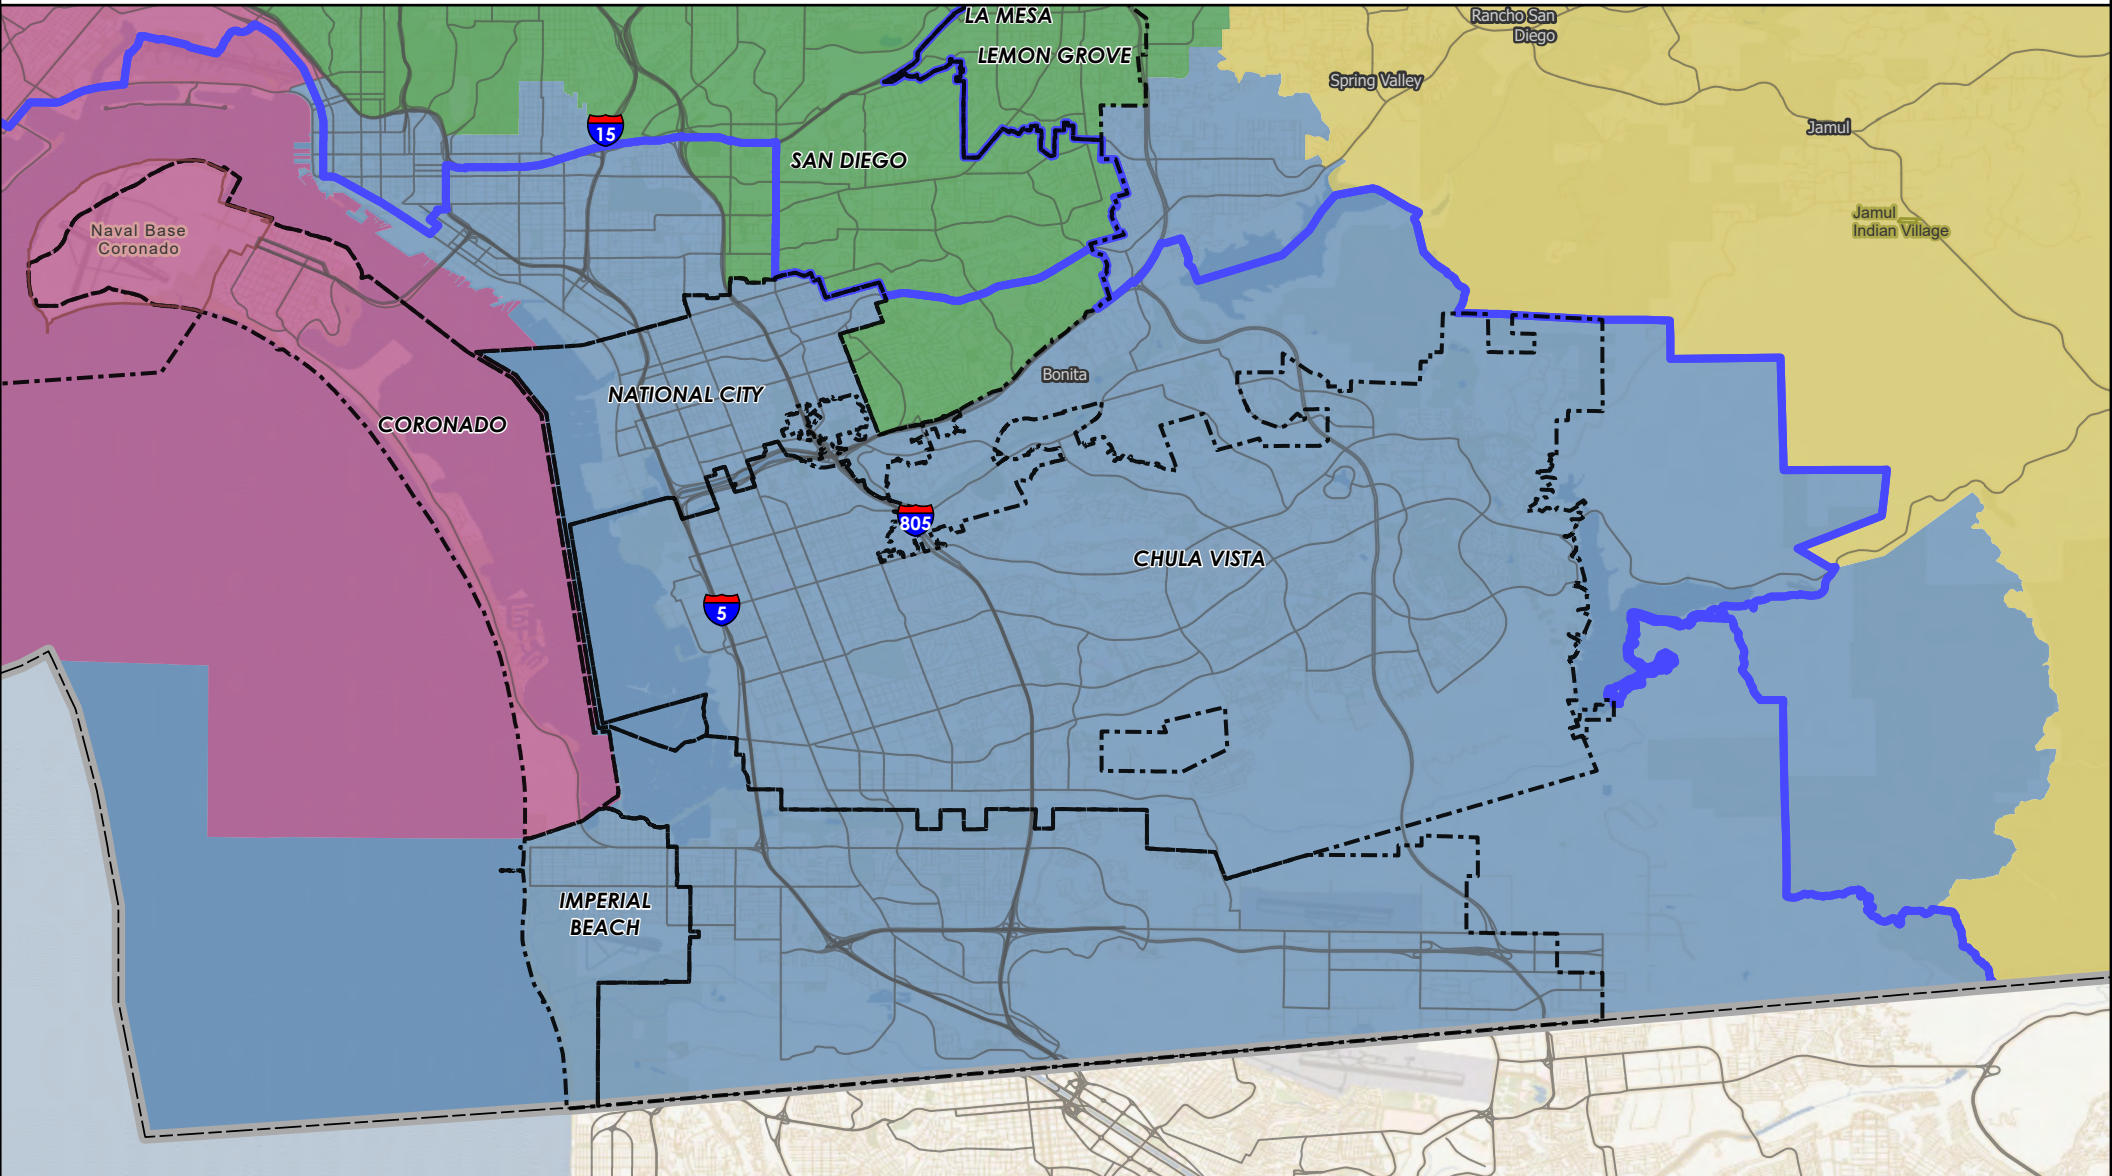 LA MESA
Rancho San
Diego
LEMON GROVE
Spring Valley
15
Jamul
SAN DIEGO
Jamul
Indian Village
Naval Base
Coronado
Bonita
NATIONAL CITY
CORONADO
805
CHULA VISTA
5
IMPERIAL
BEACH